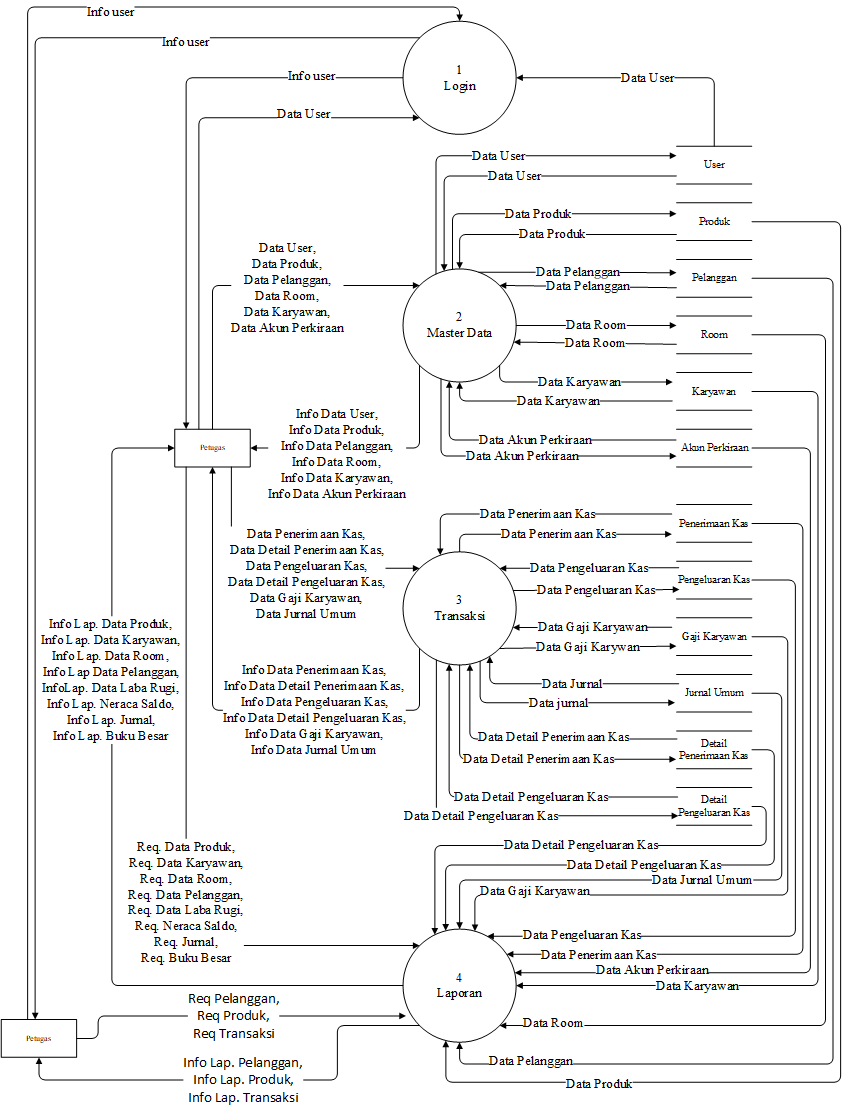 Info user
Info user
Info user
Data User
1
Login
Data User
Data User
Data User
User
Data Produk
Data Produk
Produk
Data User,
Data Produk,
Data Pelanggan,
Data Room,
Data Karyawan,
Data Akun Perkiraan
Data Pelanggan
Data Pelanggan
Pelanggan
2
Master Data
Data Room
Data Room
Room
Data Karyawan
Data Karyawan
Karyawan
Info Data User,
Info Data Produk,
Info Data Pelanggan,
Info Data Room,
Info Data Karyawan,
Info Data Akun Perkiraan
Petugas
Data Akun Perkiraan
Data Akun Perkiraan
Akun Perkiraan
Data Penerimaan Kas
Data Penerimaan Kas
Penerimaan Kas
Data Penerimaan Kas,
Data Detail Penerimaan Kas,
Data Pengeluaran Kas,
Data Detail Pengeluaran Kas,
Data Gaji Karyawan,
Data Jurnal Umum
Data Pengeluaran Kas
Data Pengeluaran Kas
Pengeluaran Kas
3
Transaksi
Data Gaji Karyawan
Data Gaji Karyawan
Gaji Karyawan
Info Lap. Data Produk,
Info Lap. Data Karyawan,
Info Lap. Data Room,
Info Lap Data Pelanggan,
InfoLap. Data Laba Rugi,
Info Lap. Neraca Saldo,
Info Lap. Jurnal,
Info Lap. Buku Besar
Info Data Penerimaan Kas,
Info Data Detail Penerimaan Kas,
Info Data Pengeluaran Kas,
Info Data Detail Pengeluaran Kas,
Info Data Gaji Karyawan,
Info Data Jurnal Umum
Data Jurnal
Data jurnal
Jurnal Umum
Data Detail Penerimaan Kas
Data Detail Penerimaan Kas
Detail
Penerimaan Kas
Data Detail Pengeluaran Kas
Data Detail Pengeluaran Kas
Detail
Pengeluaran Kas
Req. Data Produk,
Req. Data Karyawan,
Req. Data Room,
Req. Data Pelanggan,
Req. Data Laba Rugi,
Req. Neraca Saldo,
Req. Jurnal,
Req. Buku Besar
Data Detail Pengeluaran Kas
Data Detail Pengeluaran Kas
Data Jurnal Umum
Data Gaji Karyawan
Data Pengeluaran Kas
Data Penerimaan Kas
Data Akun Perkiraan
Data Karyawan
4
Laporan
Data Room
Data Pelanggan
Data Produk
Req Pelanggan,
Req Produk,
Req Transaksi
Petugas
Info Lap. Pelanggan,
Info Lap. Produk,
Info Lap. Transaksi